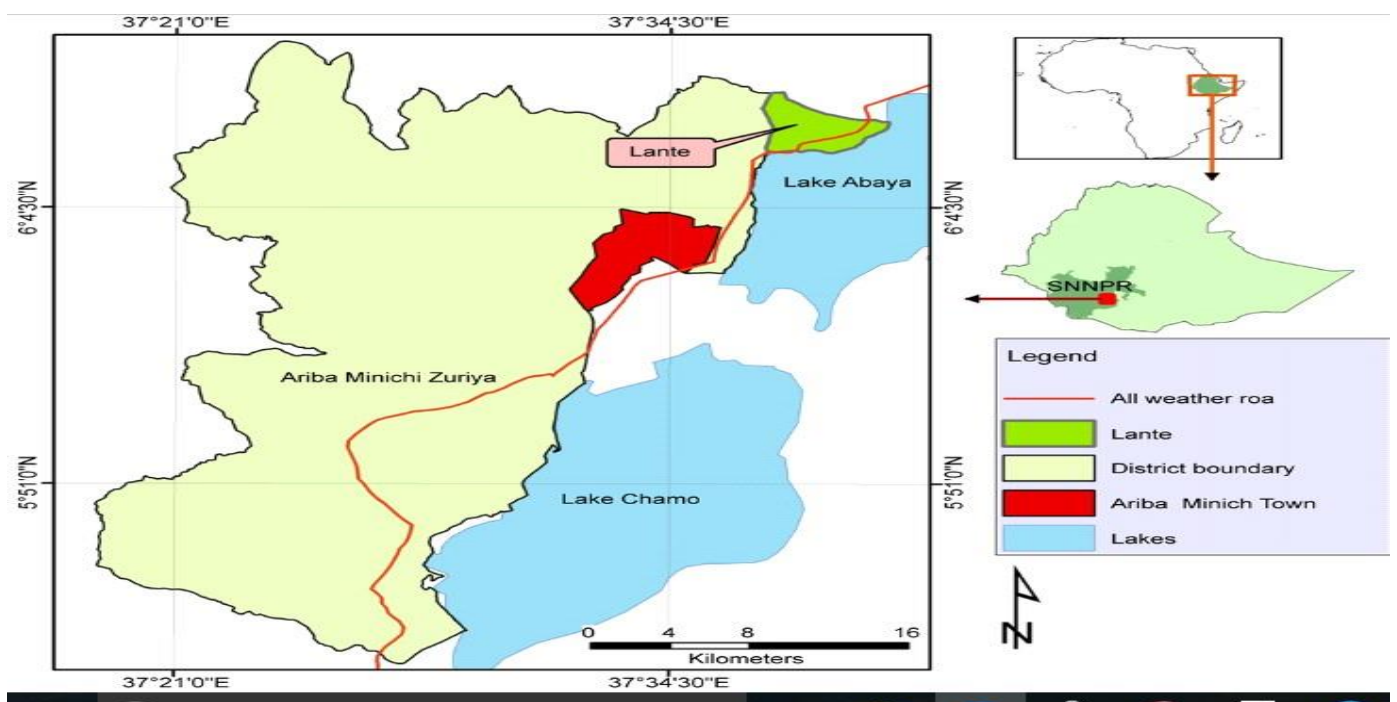 37°21'0"E
37°34'30"E
Lante
Lake Abaya
6°4'30"N
6°4'30"N
SNNPR
Legend
Ariba Minichi Zuriya
All weather roa
Lante
District boundary
5°51'0"N
5°51'0"N
Lake Chamo
Ariba Minich Town
Lakes
0 4 8 16
Kilometers
N
37°21'0"E
37°34'30"E